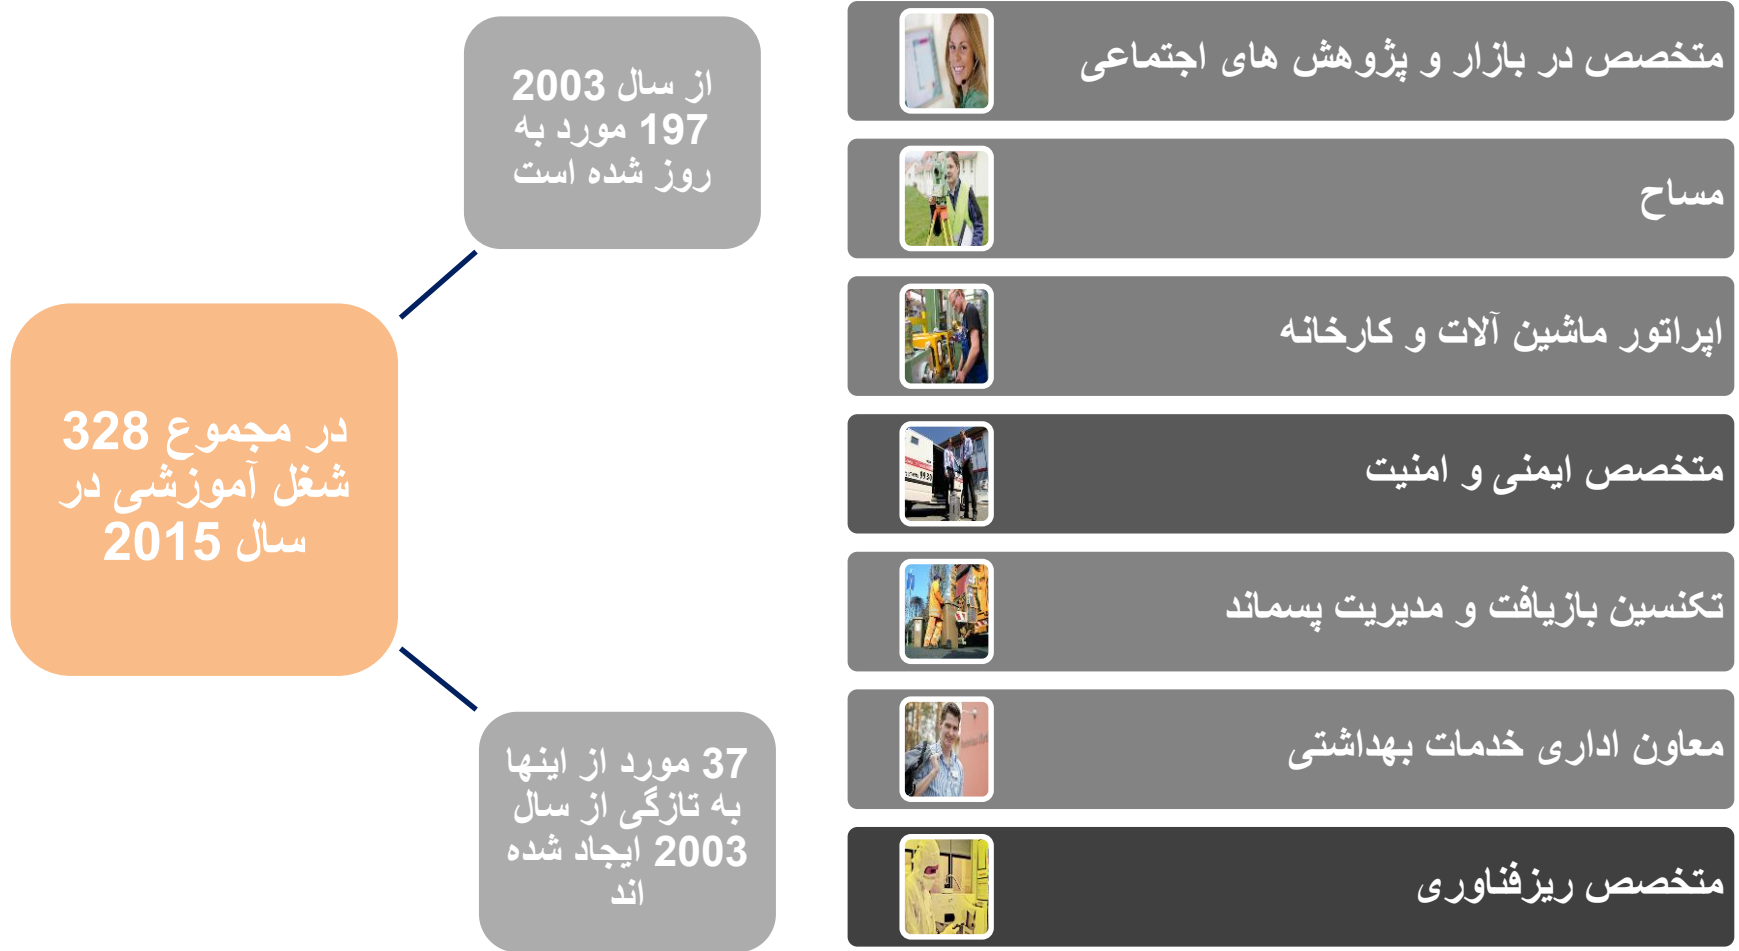 از سال 2003
197 مورد به
روز شده است
در مجموع 328
شغل آموزشی در
سال 2015
37 مورد از اینها
به تازگی از سال
2003 ایجاد شده
اند
متخصص در بازار و پژوهش های اجتماعی
مساح
اپراتور ماشین آلات و کارخانه
متخصص ایمنی و امنیت
تکنسین بازیافت و مدیریت پسماند
معاون اداری خدمات بهداشتی
متخصص ریزفناوری